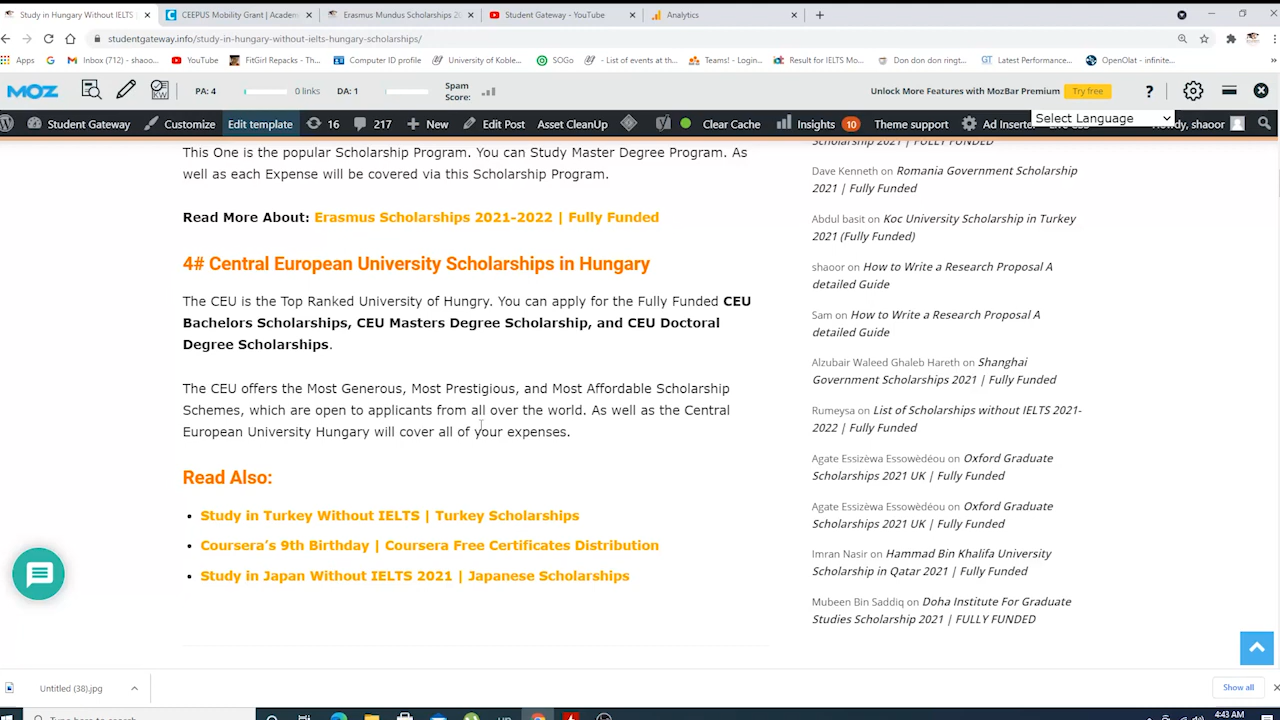 Study in Hungary Without IELTS |
CEEPUS Mobility Grant | Academ
Erasmus Mundus Scholarships 20
Student Gateway - YouTube
Analytics
studentgateway.info/study-in-hungary-without-ielts-hungary-scholarships/
Apps
Inbox (712) - shaoo...
YouTube
FitGirl Repacks - Th...
Computer ID profile
University of Koble...
SOGo
- List of events at th...
Teams! - Login...
Result for IELTS Mo...
Don don don ringt...
Latest Performance...
OpenOlat - infinite...
MOZ
KW
PA: 4
0 links
DA: 1
Spam Score:
Unlock More Features with MozBar Premium
Try free
Student Gateway
Customize
Edit template
16
217
New
Edit Post
Asset CleanUp
Clear Cache
Insights
10
Theme support
Ad Inserter
Select Language
shaoor
This One is the popular Scholarship Program. You can Study Master Degree Program. As
well as each Expense will be covered via this Scholarship Program.
Read More About: Erasmus Scholarships 2021-2022 | Fully Funded
4# Central European University Scholarships in Hungary
The CEU is the Top Ranked University of Hungry. You can apply for the Fully Funded CEU
Bachelors Scholarships, CEU Masters Degree Scholarship, and CEU Doctoral
Degree Scholarships.
The CEU offers the Most Generous, Most Prestigious, and Most Affordable Scholarship
Schemes, which are open to applicants from all over the world. As well as the Central
European University Hungary will cover all of your expenses.
Read Also:
Study in Turkey Without IELTS | Turkey Scholarships
Coursera's 9th Birthday | Coursera Free Certificates Distribution
Study in Japan Without IELTS 2021 | Japanese Scholarships
Scholarship 2021 | FULLY FUNDED
Dave Kenneth on Romania Government Scholarship
2021 | Fully Funded
Abdul basit on Koc University Scholarship in Turkey
2021 (Fully Funded)
shaoor on How to Write a Research Proposal A
detailed Guide
Sam on How to Write a Research Proposal A
detailed Guide
Alzubair Waleed Ghaleb Hareth on Shanghai
Government Scholarships 2021 | Fully Funded
Rumeysa on List of Scholarships without IELTS 2021-
2022 | Fully Funded
Agate Essizèwa Essowèdéou on Oxford Graduate
Scholarships 2021 UK | Fully Funded
Agate Essizèwa Essowèdéou on Oxford Graduate
Scholarships 2021 UK | Fully Funded
Imran Nasir on Hammad Bin Khalifa University
Scholarship in Qatar 2021 | Fully Funded
Mubeen Bin Saddiq on Doha Institute For Graduate
Studies Scholarship 2021 | FULLY FUNDED
Untitled (38).jpg
Show all
Type here to search
4:43 AM